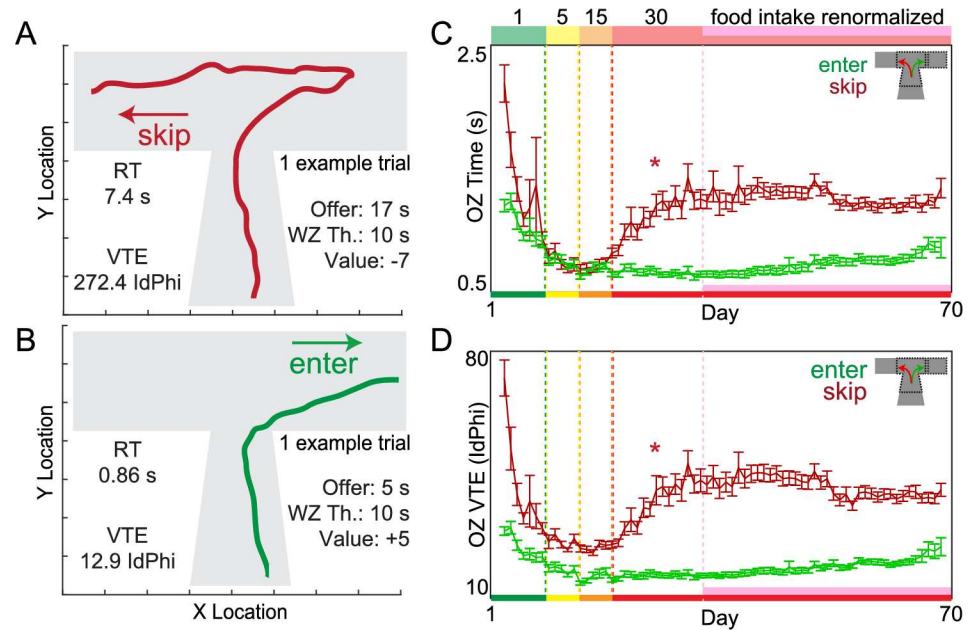 A
Y Location
skip
RT
7.4 s
VTE
272.4 IdPhi
1 example trial
Offer: 17 s
WZ Th.: 10 s
Value: -7
B
Y Location
enter
RT
0.86 s
VTE
12.9 IdPhi
1 example trial
Offer: 5 s
WZ Th.: 10 s
Value: +5
X Location
1 5 15 30 food intake renormalized
C
2.5
OZ Time (s)
0.5
enter
skip
*
1 Day 70
D
80
OZ VTE (IdPhi)
10
enter
skip
*
1 Day 70